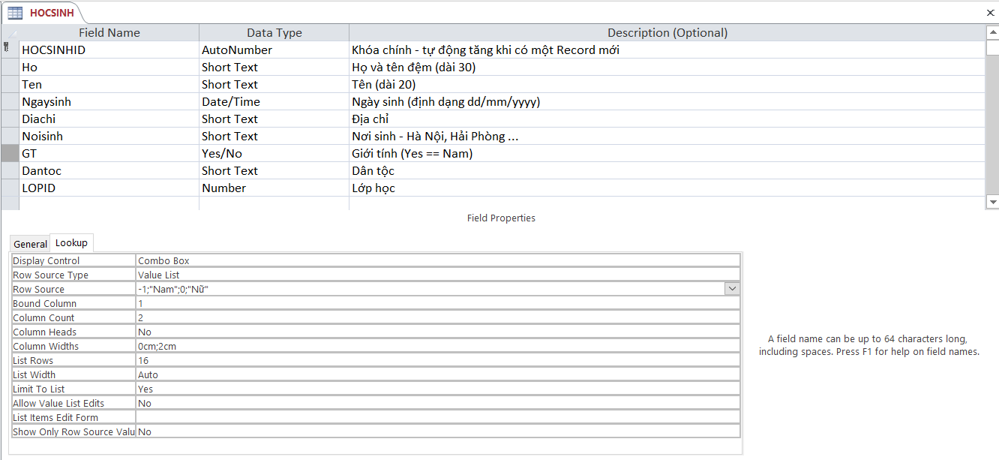 HOCSINH
Field Name Data Type Description (Optional)
HOCSINHID AutoNumber Khóa chính - tự động tăng khi có một Record mới
Ho Short Text Họ và tên đệm (dài 30)
Ten Short Text Tên (dài 20)
Ngaysinh Date/Time Ngày sinh (định dạng dd/mm/yyyy)
Diachi Short Text Địa chỉ
Noisinh Short Text Nơi sinh - Hà Nội, Hải Phòng ...
GT Yes/No Giới tính (Yes == Nam)
Dantoc Short Text Dân tộc
LOPID Number Lớp học
Field Properties
General Lookup
Display Control Combo Box
Row Source Type Value List
Row Source -1;"Nam";0;"Nữ"
Bound Column 1
Column Count 2
Column Heads No
Column Widths 0cm;2cm
List Rows 16
List Width Auto
Limit To List Yes
Allow Value List Edits No
List Items Edit Form
Show Only Row Source Valu No
A field name can be up to 64 characters long,
including spaces. Press F1 for help on field names.